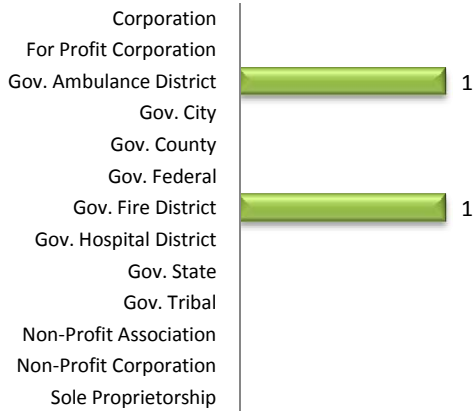 Corporation
For Profit Corporation
Gov. Ambulance District 1
Gov. City
Gov. County
Gov. Federal
Gov. Fire District 1
Gov. Hospital District
Gov. State
Gov. Tribal
Non-Profit Association
Non-Profit Corporation
Sole Proprietorship